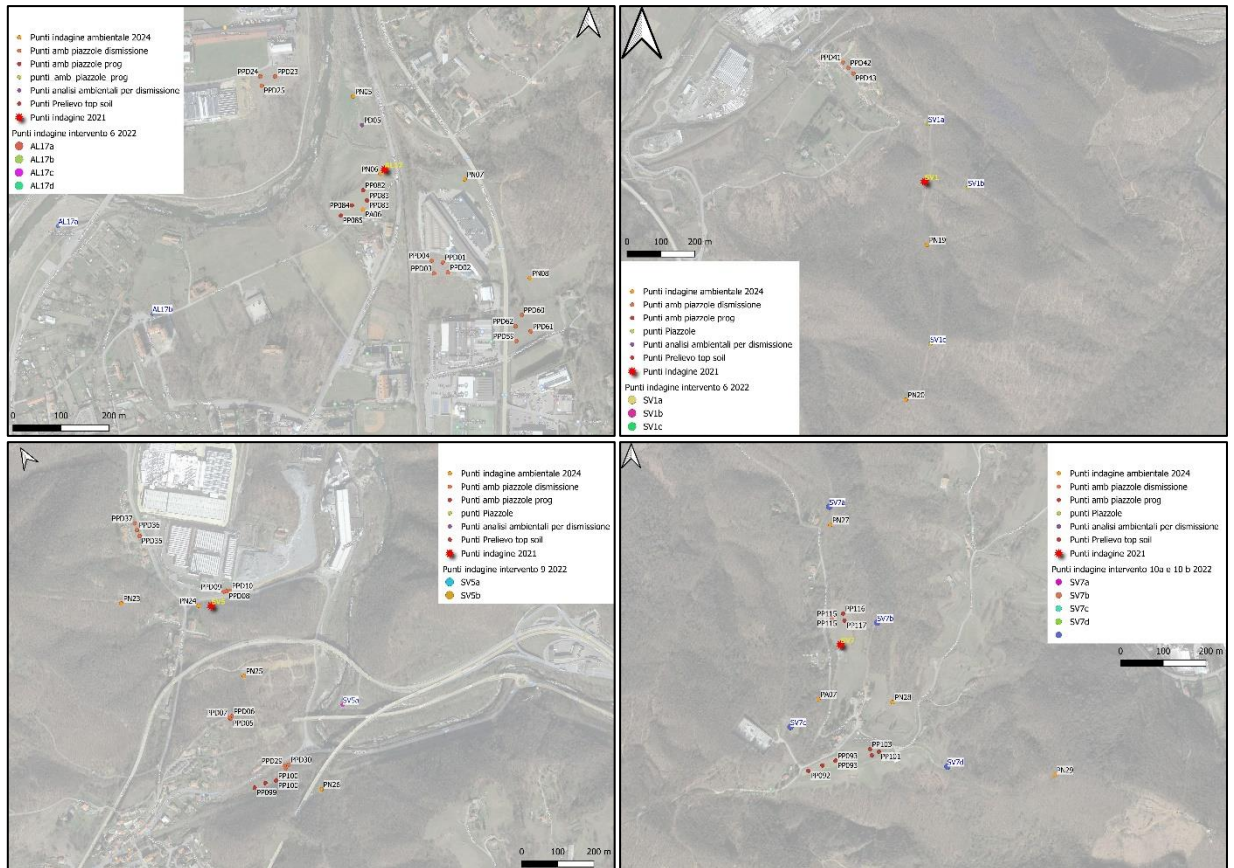 Punti indagine ambientale 2024
Punti amb piazzole dismissione
Punti amb piazzole prog
punti amb piazzole prog
Punti analisi ambientali per dismissione
Punti Prelievo top soil
Punti indagine 2021
Punti indagine intervento 6 2022
AL17a
AL17b
AL17c
AL17d
PPD24
PPD23
PPD25
PN05
PD05
PN06
PN07
PP082
PP083
PP083
PP084
PA06
PP085
AL17a
PPD04
PPD01
PPD03
PPD02
PN08
AL17b
PPD60
PPD62
PPD61
PPD59
0 100 200 m
PPD41
PPD42
PPD43
SV1a
SV1
SV1b
PN19
SV1c
PN20
0 100 200 m
Punti indagine ambientale 2024
Punti amb piazzole dismissione
Punti amb piazzole prog
punti Piazzole
Punti analisi ambientali per dismissione
Punti Prelievo top soil
Punti indagine 2021
Punti indagine intervento 6 2022
SV1a
SV1b
SV1c
Punti indagine ambientale 2024
Punti amb piazzole dismissione
Punti amb piazzole prog
punti Piazzole
Punti analisi ambientali per dismissione
Punti Prelievo top soil
Punti indagine 2021
Punti indagine intervento 9 2022
SV5a
SV5b
PPD37
PPD36
PPD35
PPD09
PPD10
PPD08
PN23
PN24
SV5
PN25
SV5a
PPD07
PPD06
PPD05
PPD29
PPD30
PP100
PP100
PP099
PN26
0 100 200 m
Punti indagine ambientale 2024
Punti amb piazzole dismissione
Punti amb piazzole prog
punti Piazzole
Punti analisi ambientali per dismissione
Punti Prelievo top soil
Punti indagine 2021
Punti indagine intervento 10a e 10 b 2022
SV7a
SV7b
SV7c
SV7d
0 100 200 m
SV7a
PN27
PP116
PP115
PP117
SV7b
PA07
PN28
SV7c
PP103
PP101
PP093
PP093
PP092
SV7d
PN29